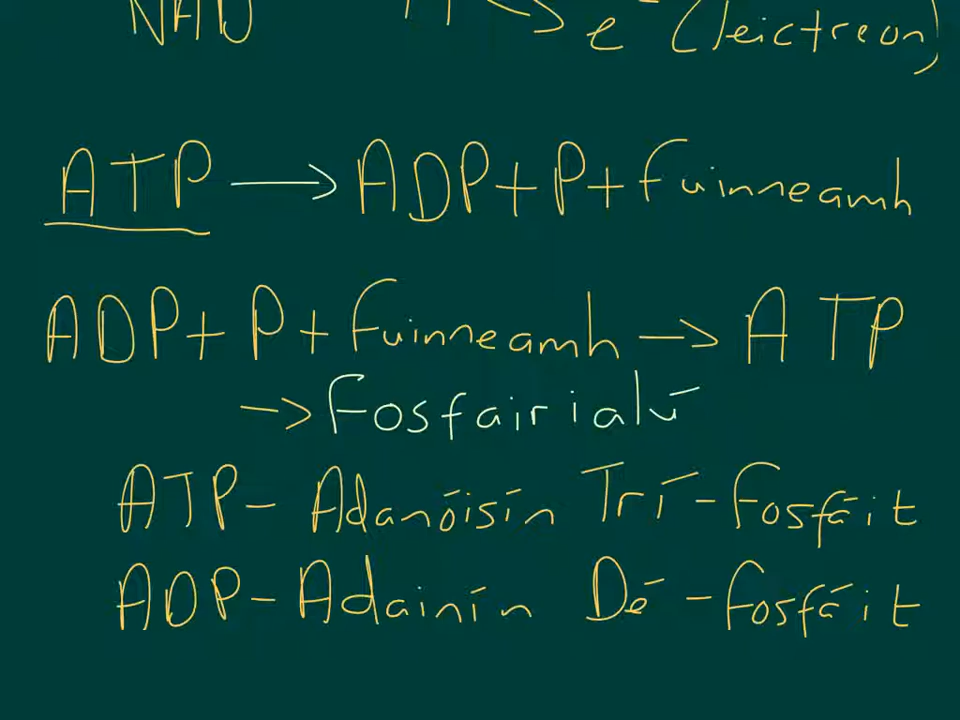 NAD H -> e⁻ (leictreon)
ATP → ADP + P + Fuinneamh
ADP + P + Fuinneamh → ATP
→ Fosfairialú
ATP - Adanóisín Trí - Fosfáit
ADP - Adainín Dé - fosfáit